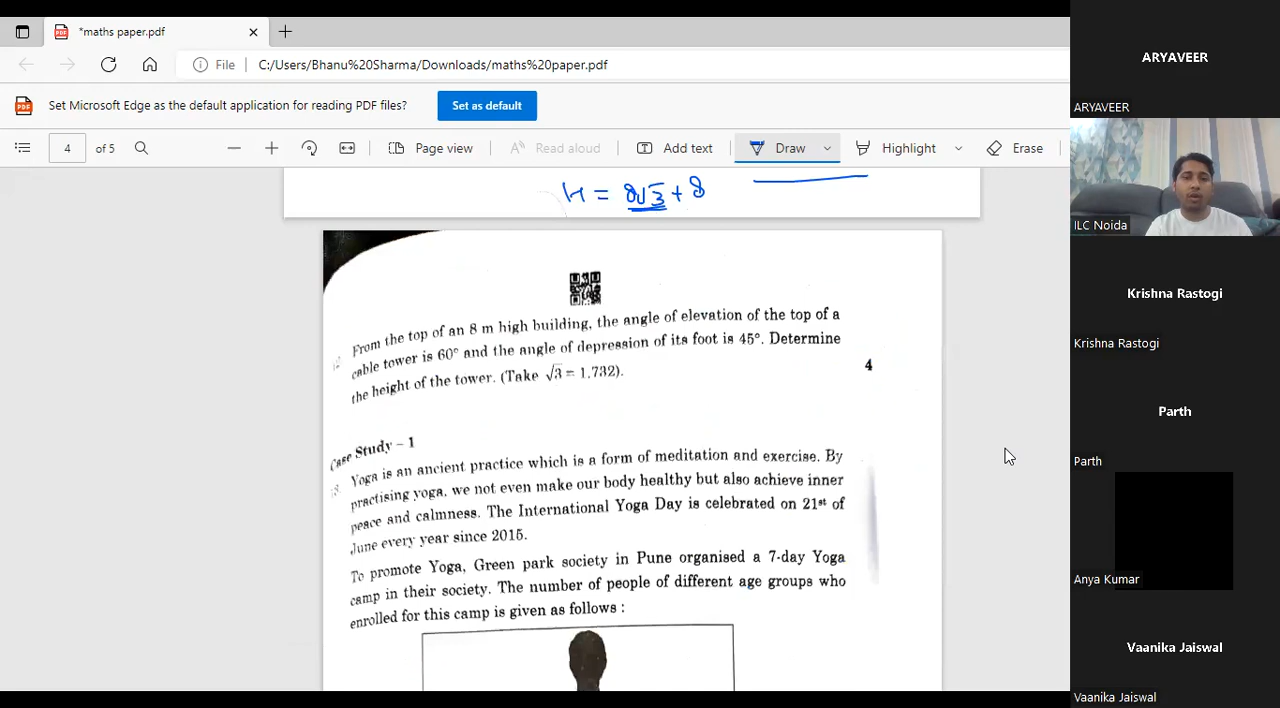 *maths paper.pdf
File C:/Users/Bhanu%20Sharma/Downloads/maths%20paper.pdf
Set Microsoft Edge as the default application for reading PDF files? Set as default
4 of 5 Page view Read aloud Add text Draw Highlight Erase
H = 8√3 + 8
From the top of an 8 m high building, the angle of elevation of the top of a
cable tower is 60° and the angle of depression of its foot is 45°. Determine
the height of the tower. (Take √3 = 1.732).
4
Case Study – 1
Yoga is an ancient practice which is a form of meditation and exercise. By
practising yoga, we not even make our body healthy but also achieve inner
peace and calmness. The International Yoga Day is celebrated on 21st of
June every year since 2015.
To promote Yoga, Green park society in Pune organised a 7-day Yoga
camp in their society. The number of people of different age groups who
enrolled for this camp is given as follows :
ARYAVEER
ARYAVEER
ILC Noida
Krishna Rastogi
Krishna Rastogi
Parth
Parth
Anya Kumar
Vaanika Jaiswal
Vaanika Jaiswal